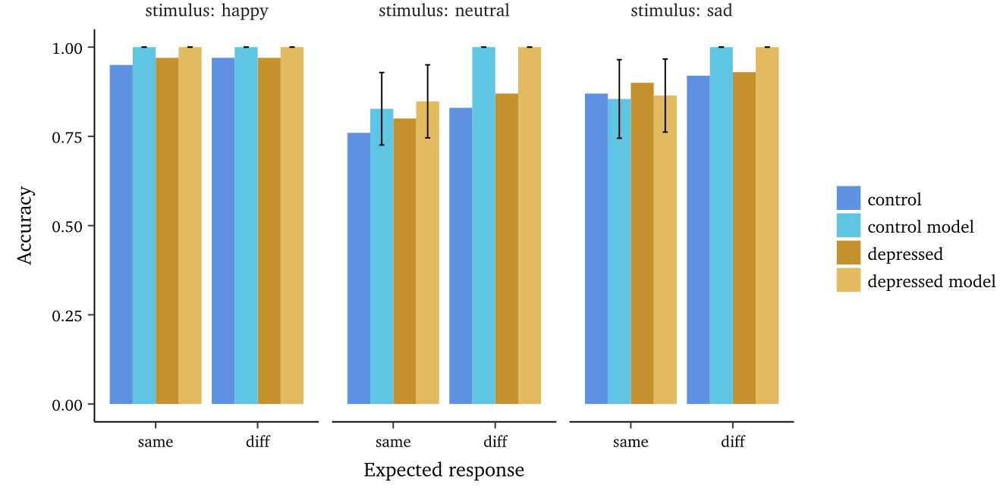 stimulus: happy
stimulus: neutral
stimulus: sad
1.00
0.75
0.50
0.25
0.00
Accuracy
same
diff
same
diff
same
diff
Expected response
control
control model
depressed
depressed model